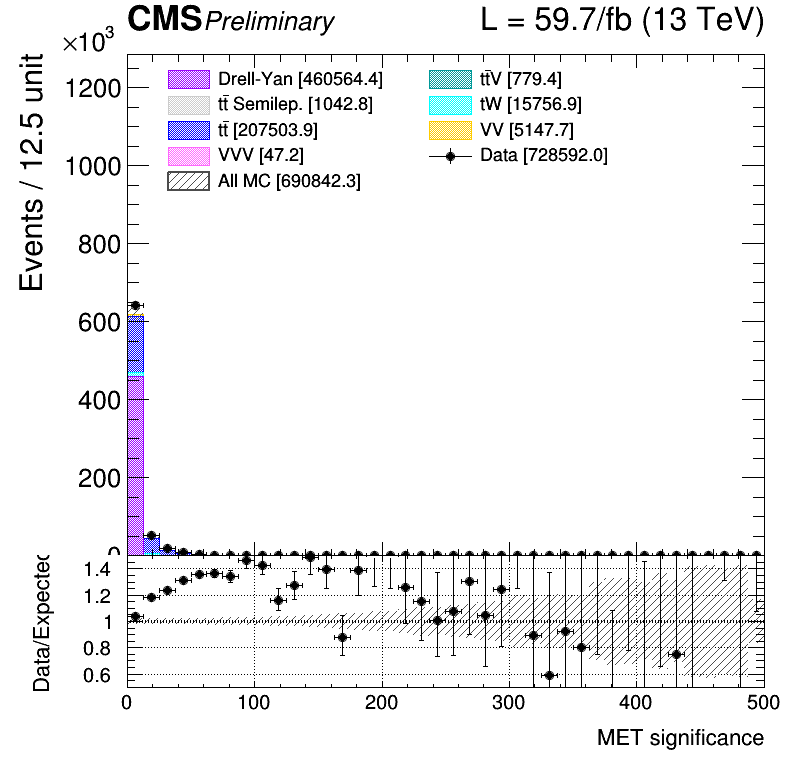 CMS Preliminary L = 59.7/fb (13 TeV)
×10³
Events / 12.5 unit
1200
1000
800
600
400
200
0
Drell-Yan [460564.4]
tt̄ Semilep. [1042.8]
tt̄ [207503.9]
VVV [47.2]
All MC [690842.3]
tt̄V [779.4]
tW [15756.9]
VV [5147.7]
Data [728592.0]
Data/Expected
1.4
1.2
1
0.8
0.6
0 100 200 300 400 500
MET significance